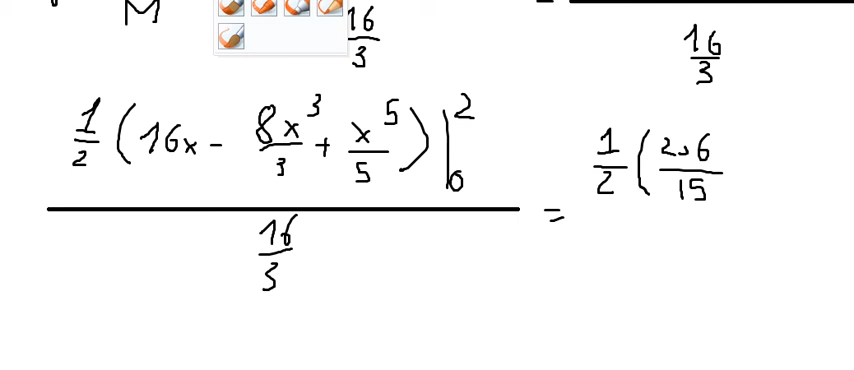 M 16/3 = 16/3
1/2 (16x - 8x^3/3 + x^5/5) |_0^2 / 16/3 = 1/2 (256/15